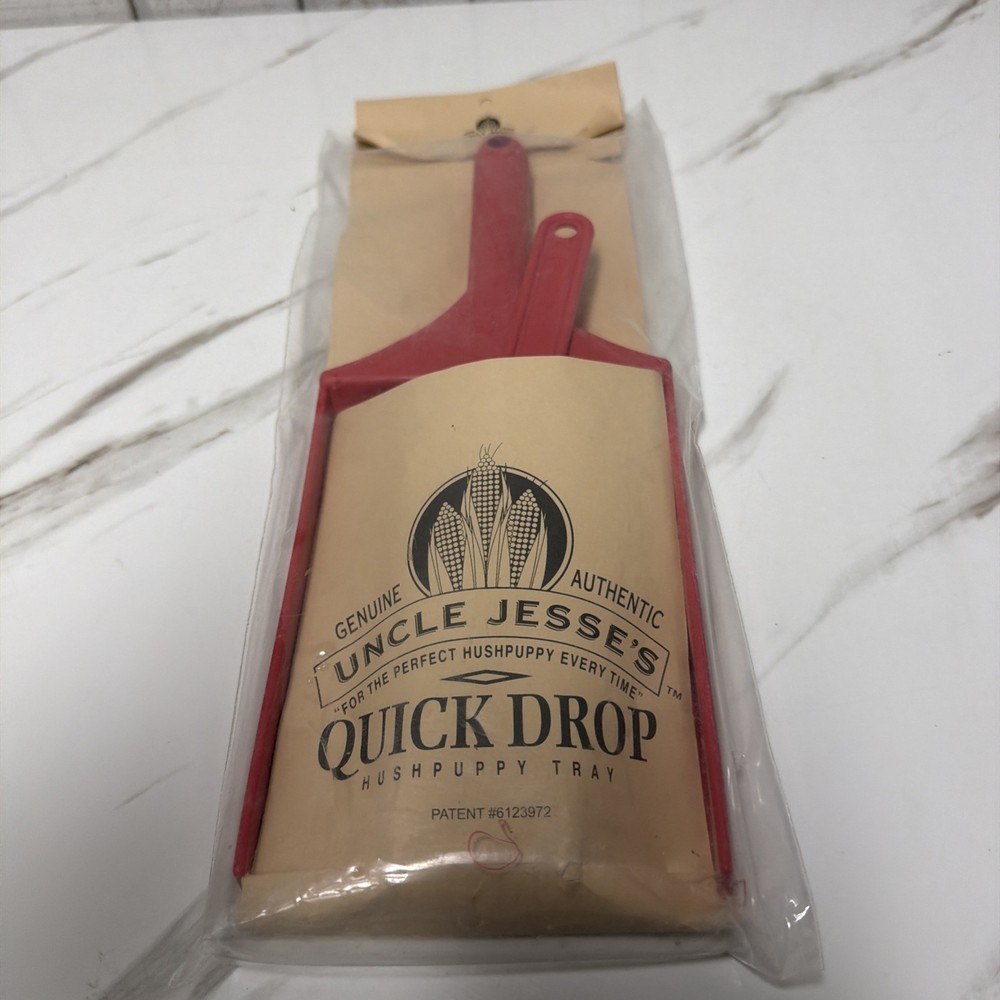 GENUINE AUTHENTIC
UNCLE JESSE'S
"FOR THE PERFECT HUSHPUPPY EVERY TIME" TM
QUICK DROP
HUSHPUPPY TRAY
PATENT #6123972